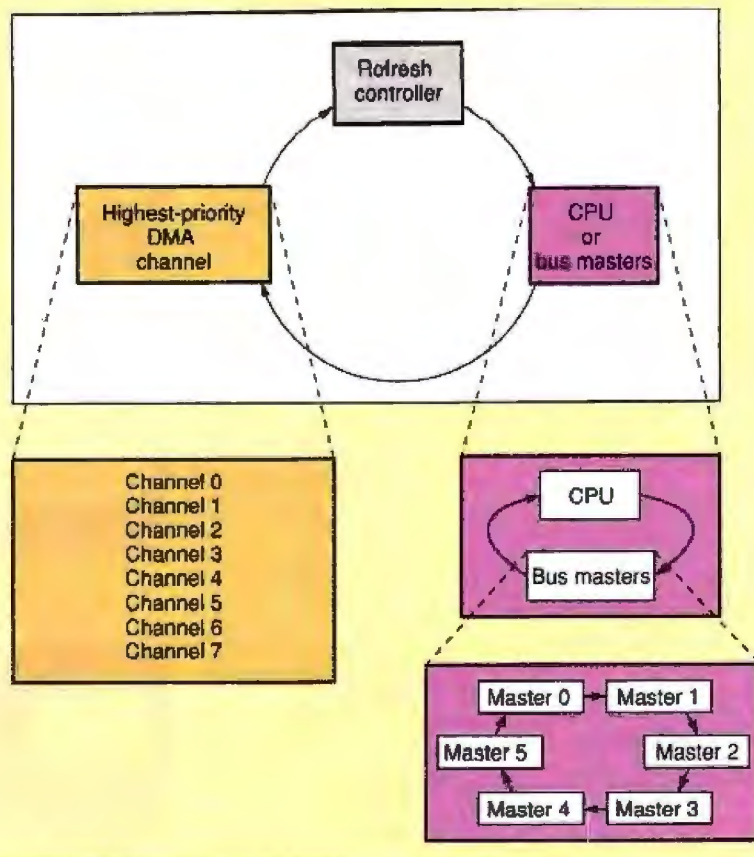 Refresh
controller
Highest-priority
DMA
channel
CPU
or
bus masters
Channel 0
Channel 1
Channel 2
Channel 3
Channel 4
Channel 5
Channel 6
Channel 7
CPU
Bus masters
Master 0
Master 1
Master 5
Master 2
Master 4
Master 3